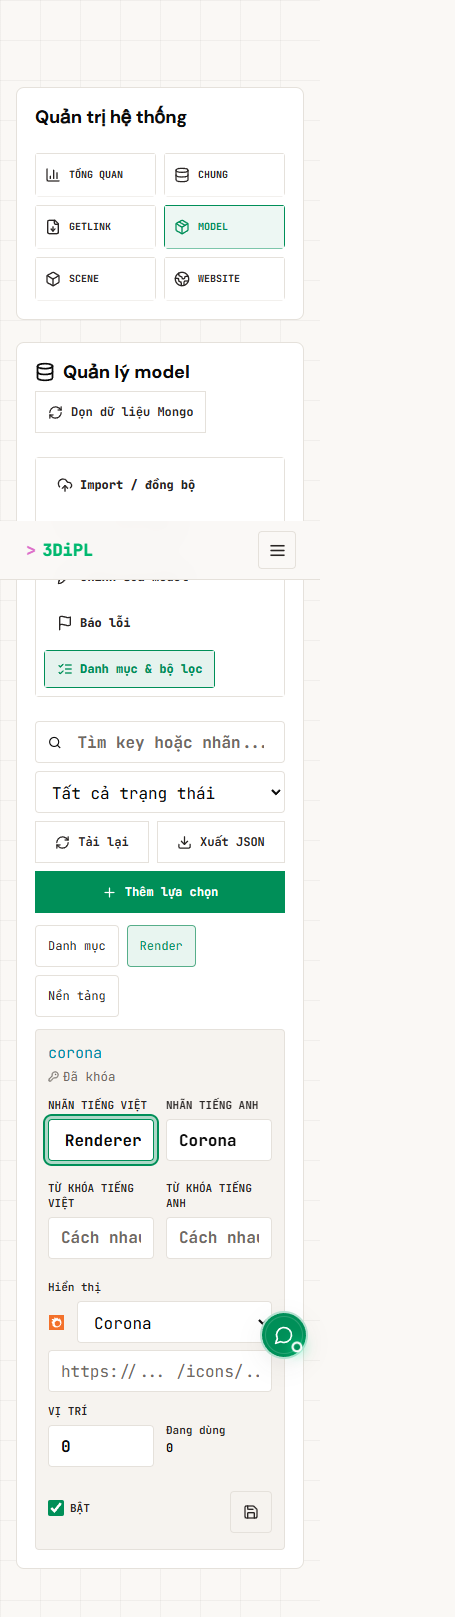 Quản trị hệ thống
TỔNG QUAN
CHUNG
GETLINK
MODEL
SCENE
WEBSITE
Quản lý model
Dọn dữ liệu Mongo
Import / đồng bộ
> 3DiPL
Báo lỗi
Danh mục & bộ lọc
Tìm key hoặc nhãn...
Tất cả trạng thái
Tải lại
Xuất JSON
Thêm lựa chọn
Danh mục
Render
Nền tảng
corona
Đã khóa
NHÃN TIẾNG VIỆT
NHÃN TIẾNG ANH
Renderer
Corona
TỪ KHÓA TIẾNG VIỆT
TỪ KHÓA TIẾNG ANH
Cách nhau
Cách nhau
Hiển thị
Corona
https://... /icons/..
VỊ TRÍ
Đang dùng
0
0
BẬT